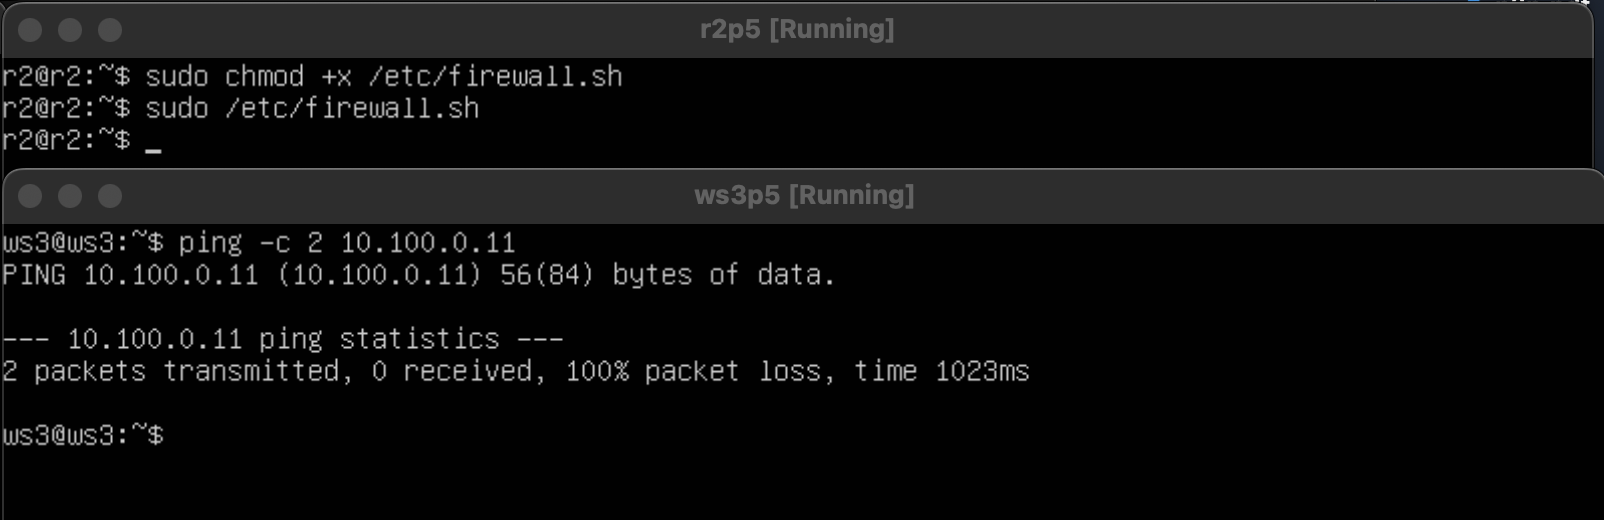 r2p5 [Running]
r2@r2:~$ sudo chmod +x /etc/firewall.sh
r2@r2:~$ sudo /etc/firewall.sh
r2@r2:~$ _
ws3p5 [Running]
ws3@ws3:~$ ping -c 2 10.100.0.11
PING 10.100.0.11 (10.100.0.11) 56(84) bytes of data.
--- 10.100.0.11 ping statistics ---
2 packets transmitted, 0 received, 100% packet loss, time 1023ms
ws3@ws3:~$